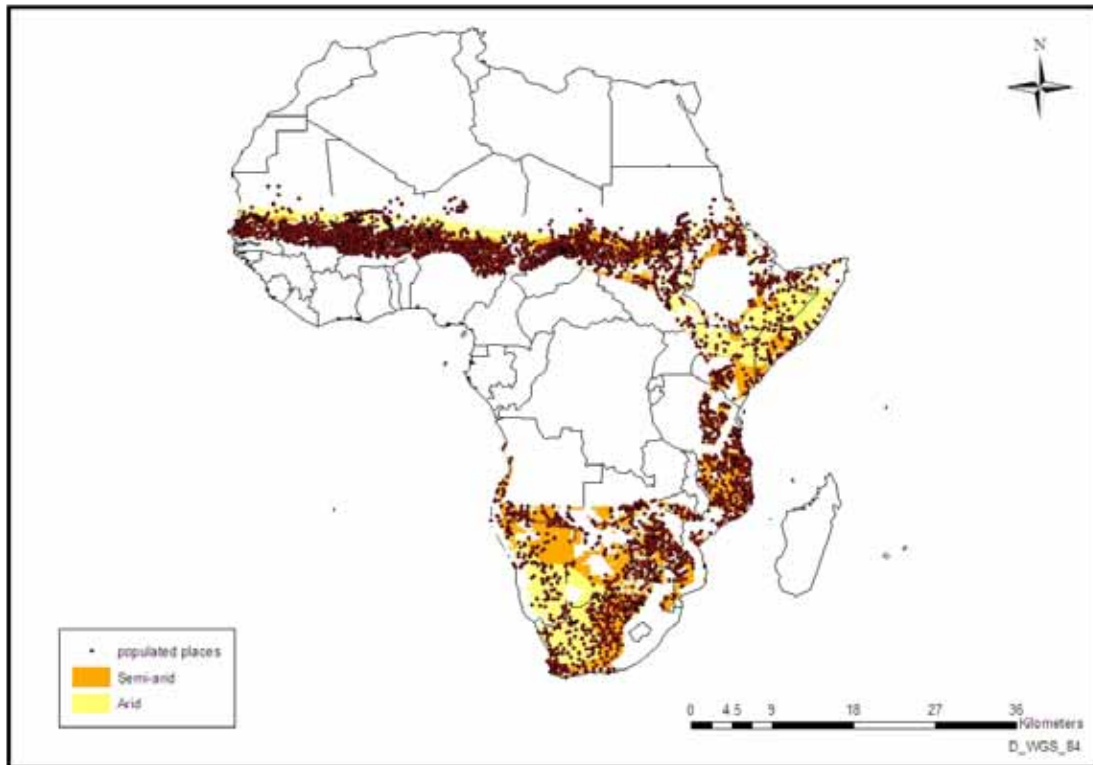 N
populated places
Semi-arid
Arid
0 4.5 9 18 27 36
Kilometers
D_WGS_84